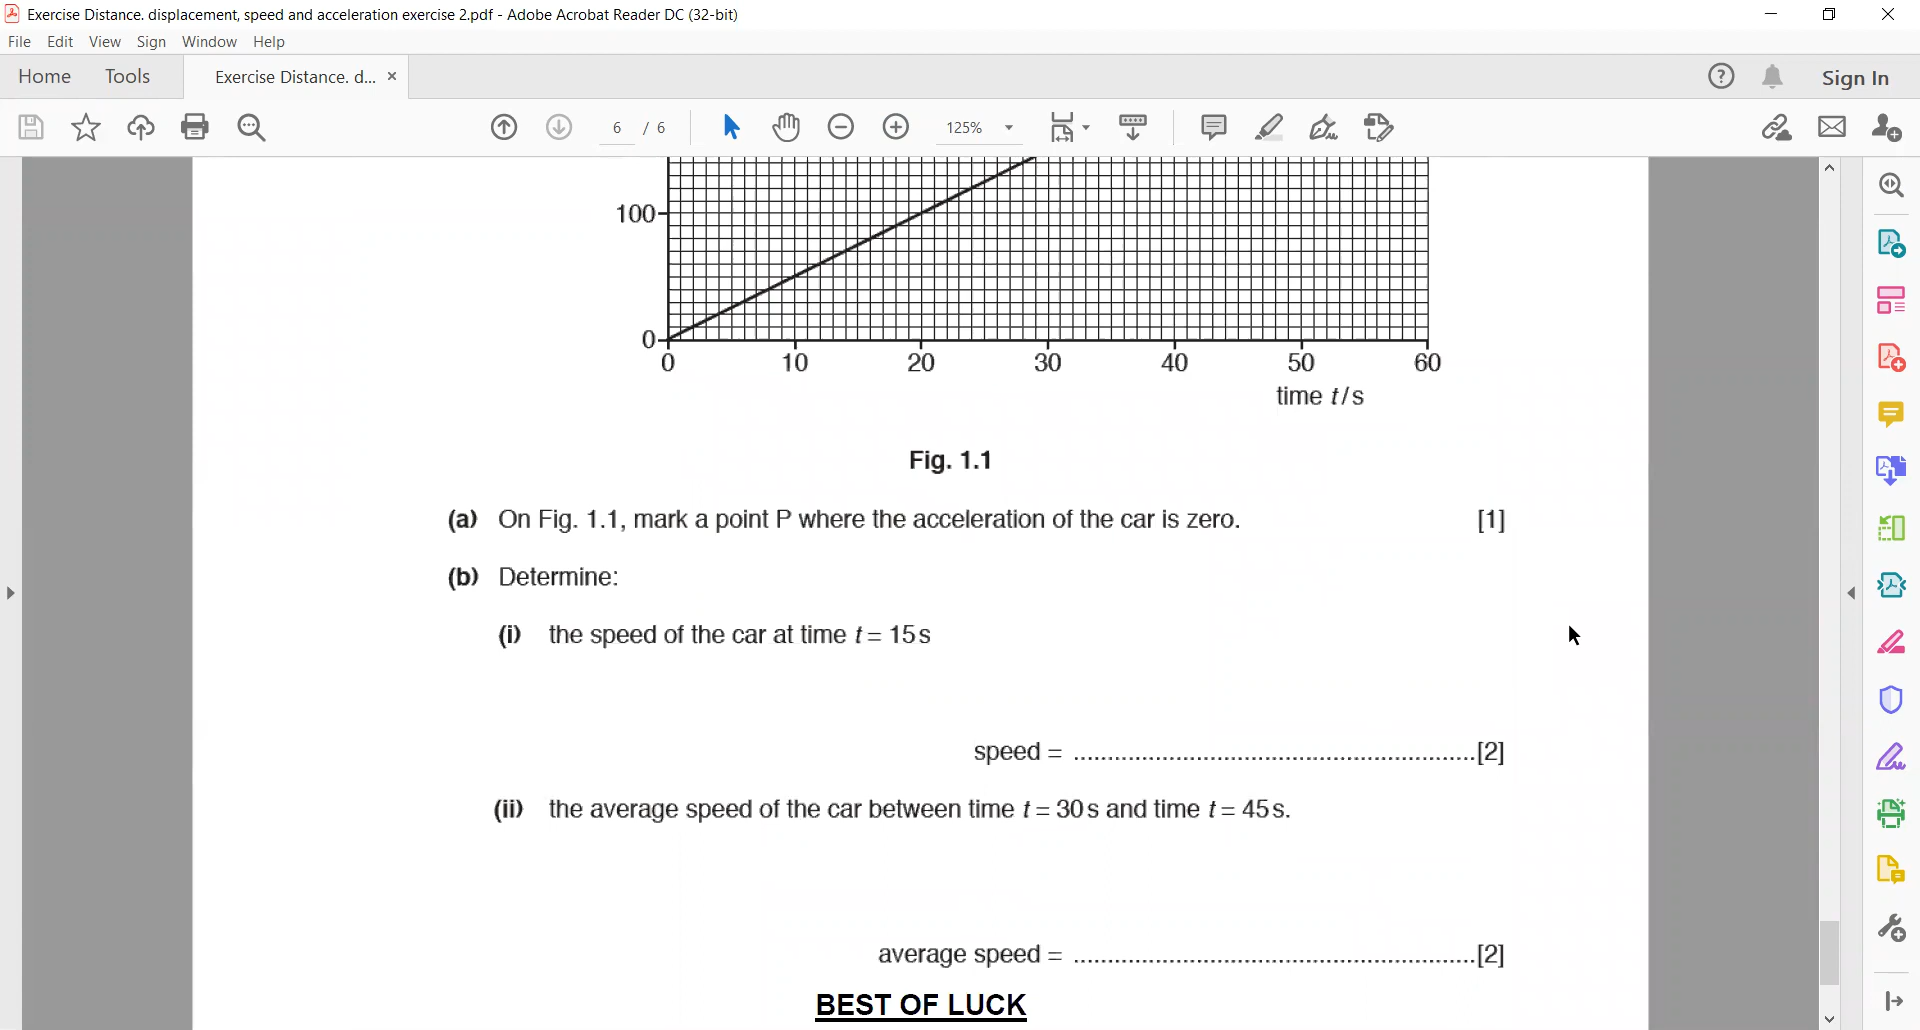 Exercise Distance. displacement, speed and acceleration exercise 2.pdf - Adobe Acrobat Reader DC (32-bit)
File Edit View Sign Window Help
Home Tools Exercise Distance. d... × Sign In
6 / 6 125%
100
0
0 10 20 30 40 50 60
time t/s
Fig. 1.1
(a) On Fig. 1.1, mark a point P where the acceleration of the car is zero. [1]
(b) Determine:
(i) the speed of the car at time t = 15 s
speed = ............................................................[2]
(ii) the average speed of the car between time t = 30 s and time t = 45 s.
average speed = ............................................................[2]
BEST OF LUCK